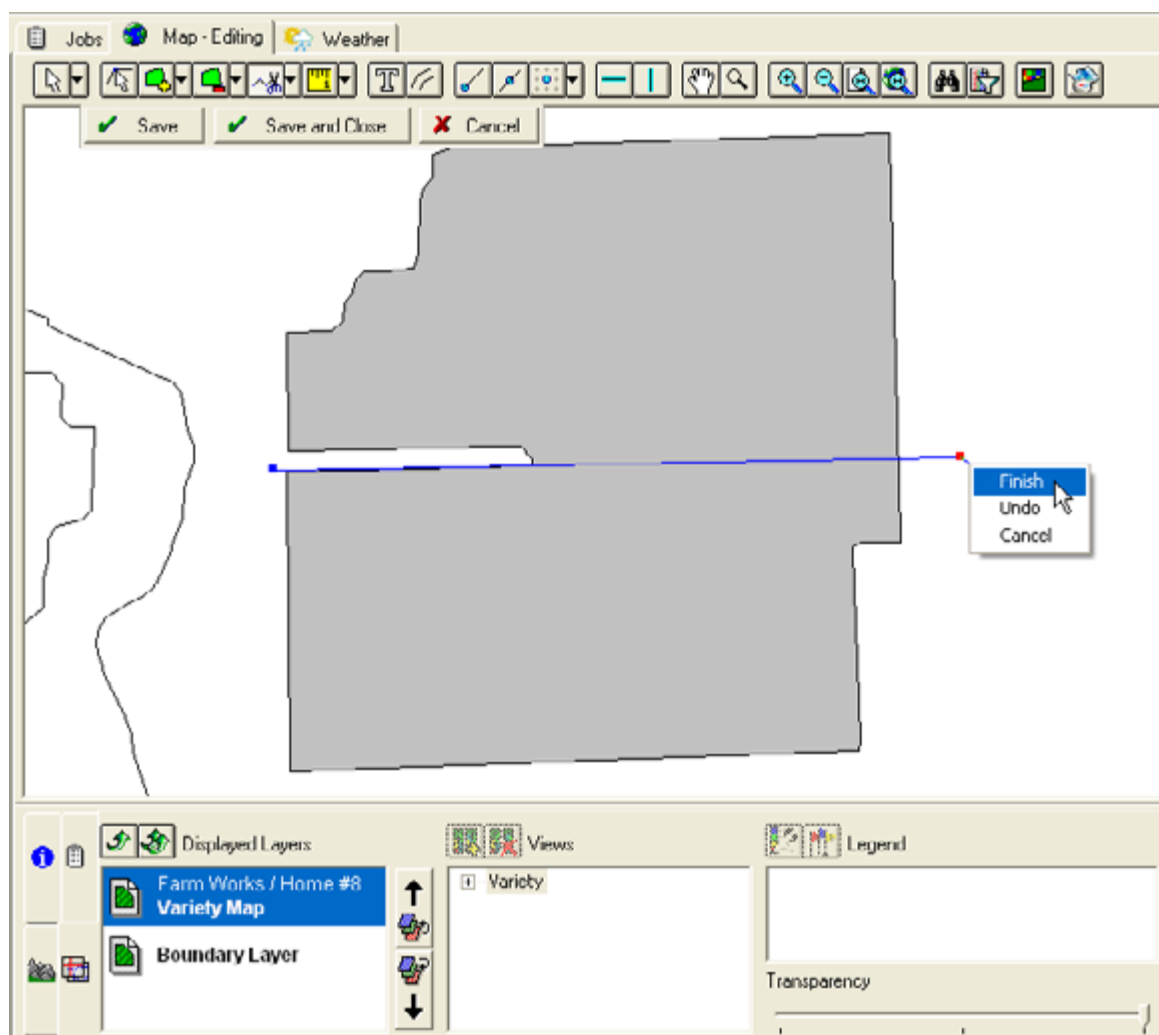 Jobs Map - Editing Weather
Save Save and Close Cancel
Finish
Undo
Cancel
Displayed Layers Views Legend
Farm Works / Home #8
Variety Map
Boundary Layer
Variety
Transparency